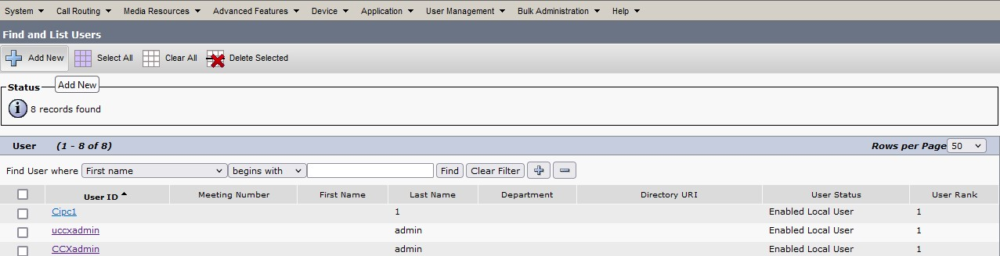 System Call Routing Media Resources Advanced Features Device Application User Management Bulk Administration Help
Find and List Users
Add New Select All Clear All Delete Selected
Add New
Status
8 records found
User (1 - 8 of 8) Rows per Page 50
Find User where First name begins with Find Clear Filter
User ID Meeting Number First Name Last Name Department Directory URI User Status User Rank
Cipc1 1 Enabled Local User 1
uccxadmin admin Enabled Local User 1
CCXadmin admin Enabled Local User 1